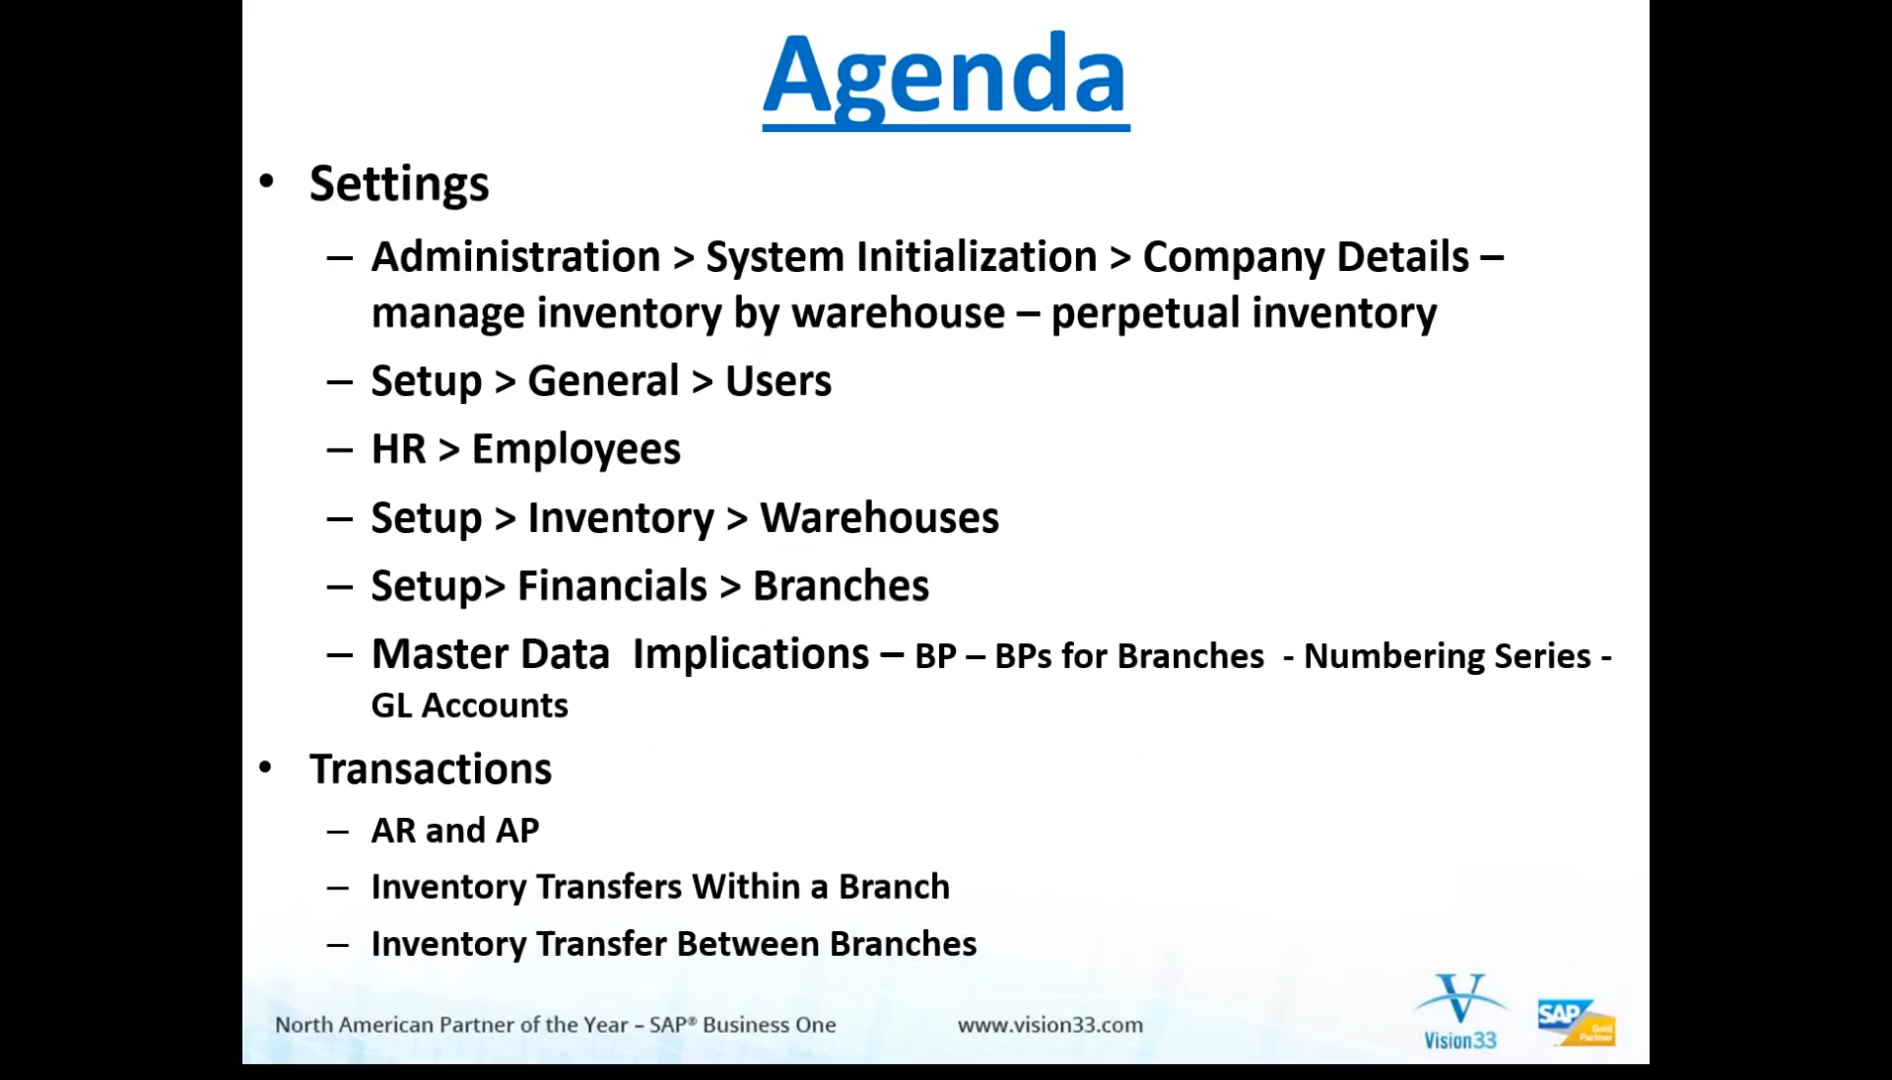 Agenda
• Settings
– Administration > System Initialization > Company Details –
manage inventory by warehouse – perpetual inventory
– Setup > General > Users
– HR > Employees
– Setup > Inventory > Warehouses
– Setup> Financials > Branches
– Master Data  Implications – BP – BPs for Branches  - Numbering Series -
GL Accounts
• Transactions
– AR and AP
– Inventory Transfers Within a Branch
– Inventory Transfer Between Branches
North American Partner of the Year – SAP® Business One
www.vision33.com
V
Vision33
SAP
Gold
Partner